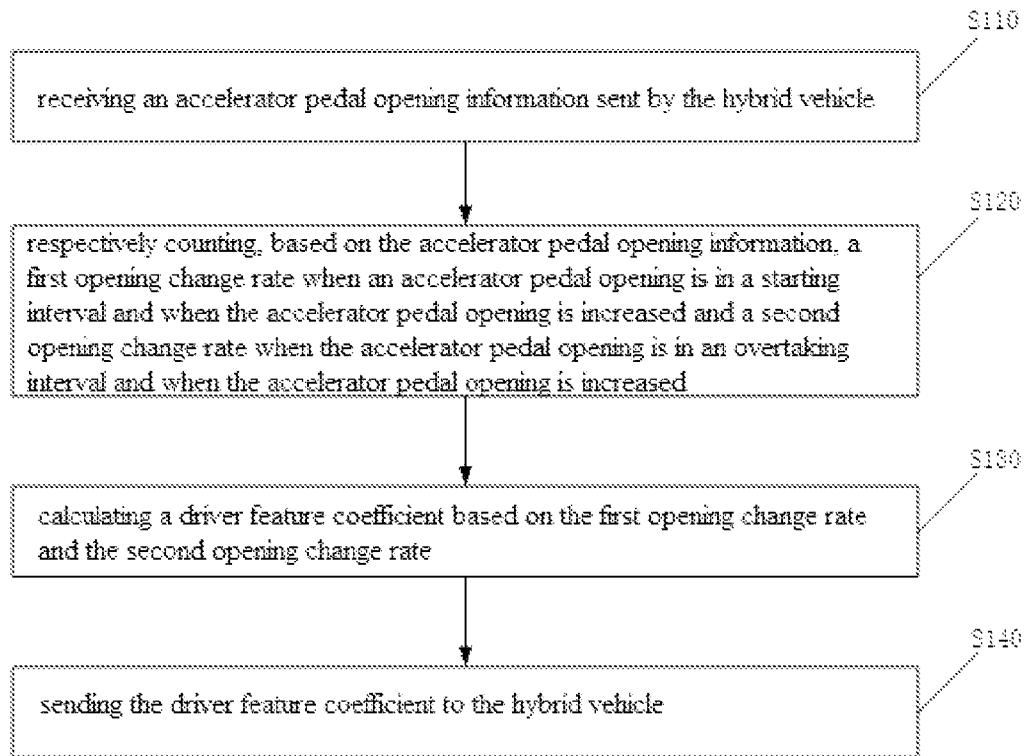 S110
receiving an accelerator pedal opening information sent by the hybrid vehicle
S120
respectively counting, based on the accelerator pedal opening information, a
first opening change rate when an accelerator pedal opening is in a starting
interval and when the accelerator pedal opening is increased and a second
opening change rate when the accelerator pedal opening is in an overtaking
interval and when the accelerator pedal opening is increased
S130
calculating a driver feature coefficient based on the first opening change rate
and the second opening change rate
S140
sending the driver feature coefficient to the hybrid vehicle